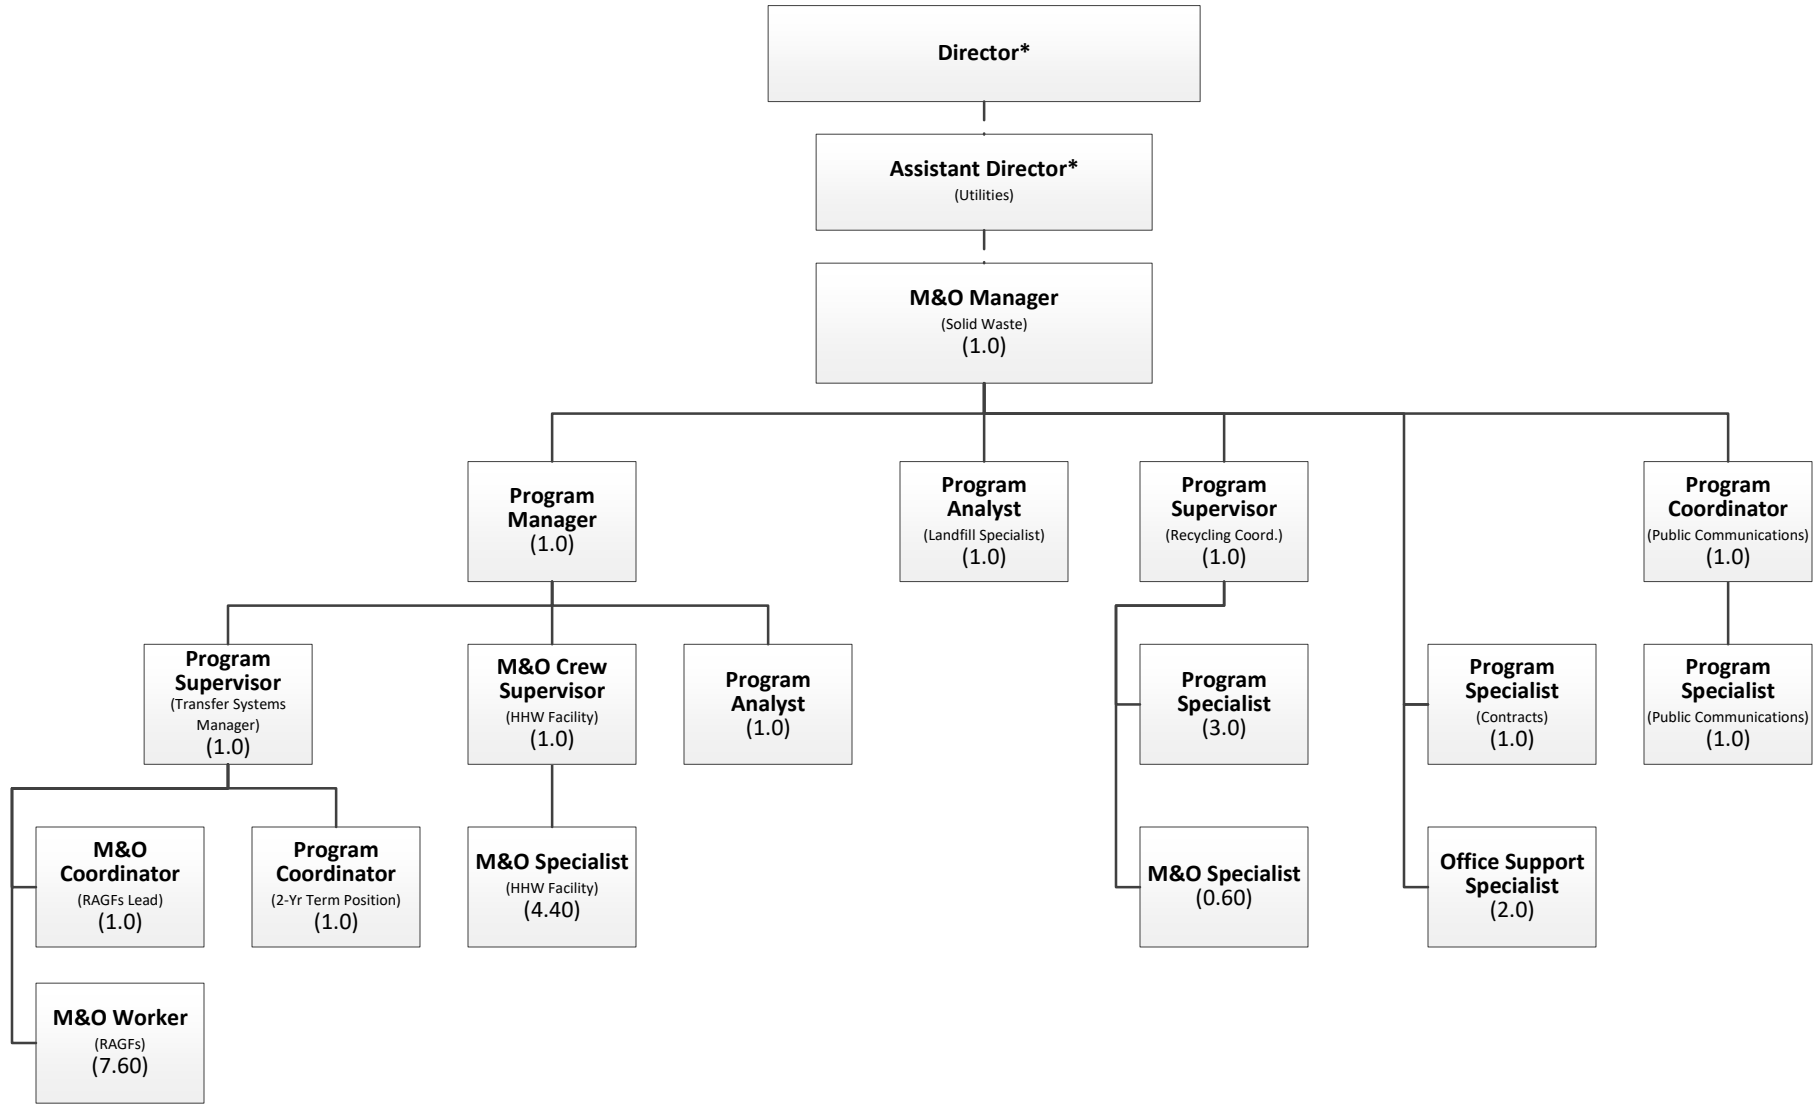 Director*
Assistant Director*
(Utilities)
M&O Manager
(Solid Waste)
(1.0)
Program
Manager
(1.0)
Program
Analyst
(Landfill Specialist)
(1.0)
Program
Supervisor
(Recycling Coord.)
(1.0)
Program
Coordinator
(Public Communications)
(1.0)
Program
Supervisor
(Transfer Systems
Manager)
(1.0)
M&O Crew
Supervisor
(HHW Facility)
(1.0)
Program
Analyst
(1.0)
Program
Specialist
(3.0)
Program
Specialist
(Contracts)
(1.0)
Program
Specialist
(Public Communications)
(1.0)
M&O
Coordinator
(RAGFs Lead)
(1.0)
Program
Coordinator
(2-Yr Term Position)
(1.0)
M&O Specialist
(HHW Facility)
(4.40)
M&O Specialist
(0.60)
Office Support
Specialist
(2.0)
M&O Worker
(RAGFs)
(7.60)